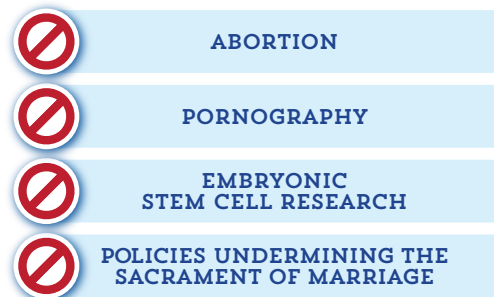 ABORTION
PORNOGRAPHY
EMBRYONIC
STEM CELL RESEARCH
POLICIES UNDERMINING THE
SACRAMENT OF MARRIAGE